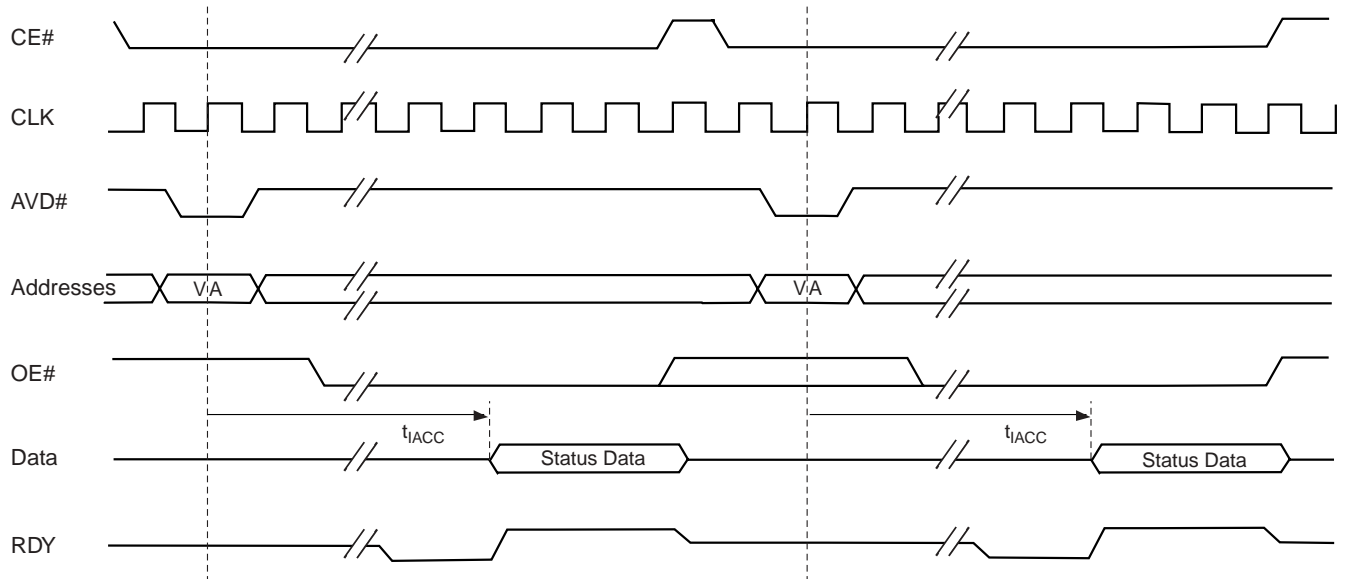 CE#
CLK
AVD#
Addresses
VA
VA
OE#
tIACC
tIACC
Data
Status Data
Status Data
RDY